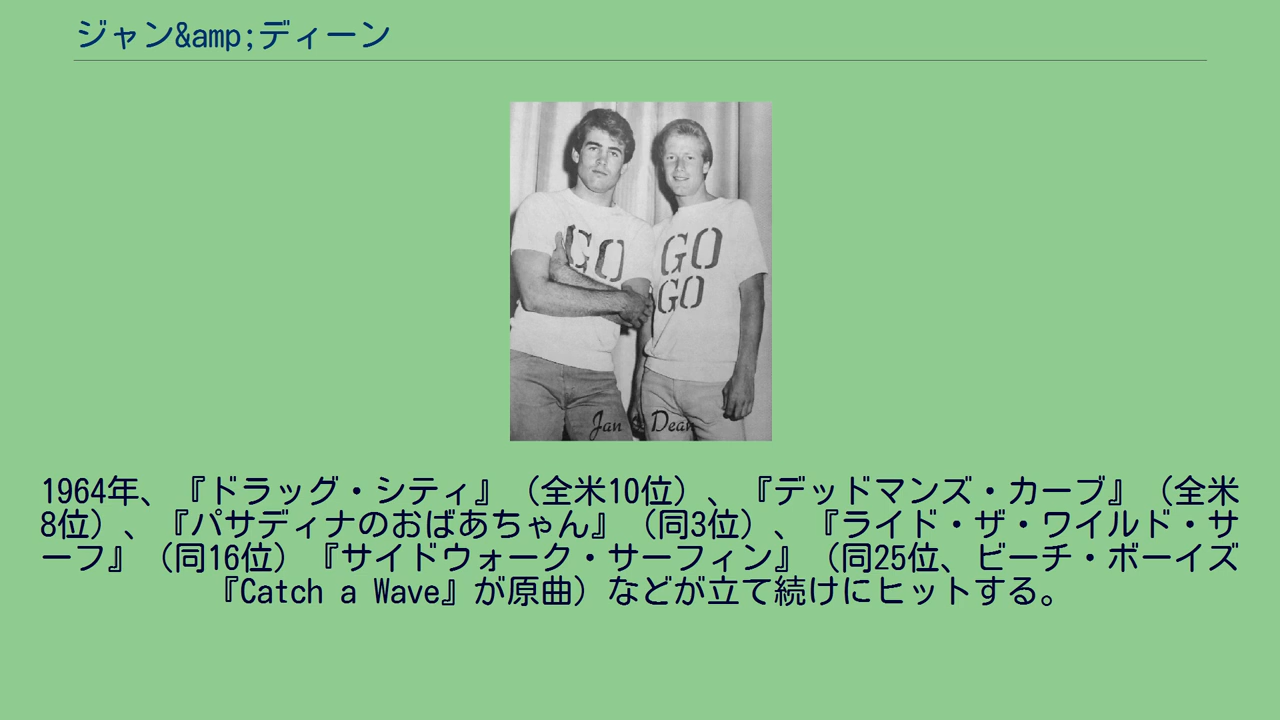 ジャン&amp;ディーン
GO
GO
GO
Jan & Dean
1964年、『ドラッグ・シティ』（全米10位）、『デッドマンズ・カーブ』（全米
8位）、『パサディナのおばあちゃん』（同3位）、『ライド・ザ・ワイルド・サ
ーフ』（同16位）『サイドウォーク・サーフィン』（同25位、ビーチ・ボーイズ
『Catch a Wave』が原曲）などが立て続けにヒットする。